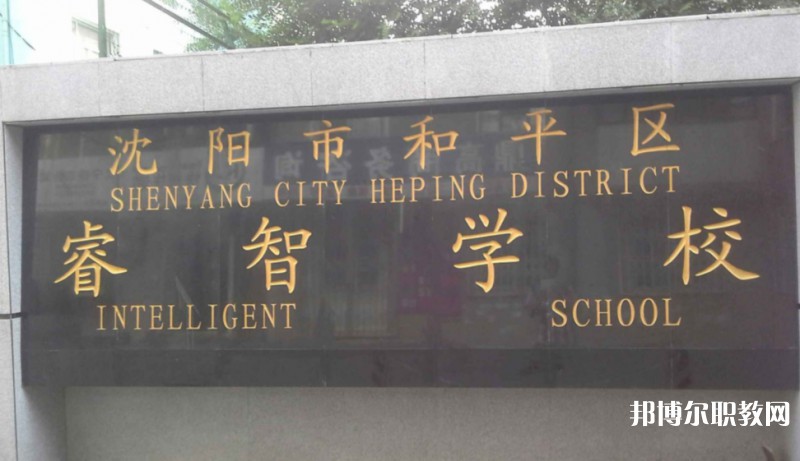 沈阳市和平区
SHENYANG CITY HEPING DISTRICT
睿智学校
INTELLIGENT SCHOOL
邦博尔职教网